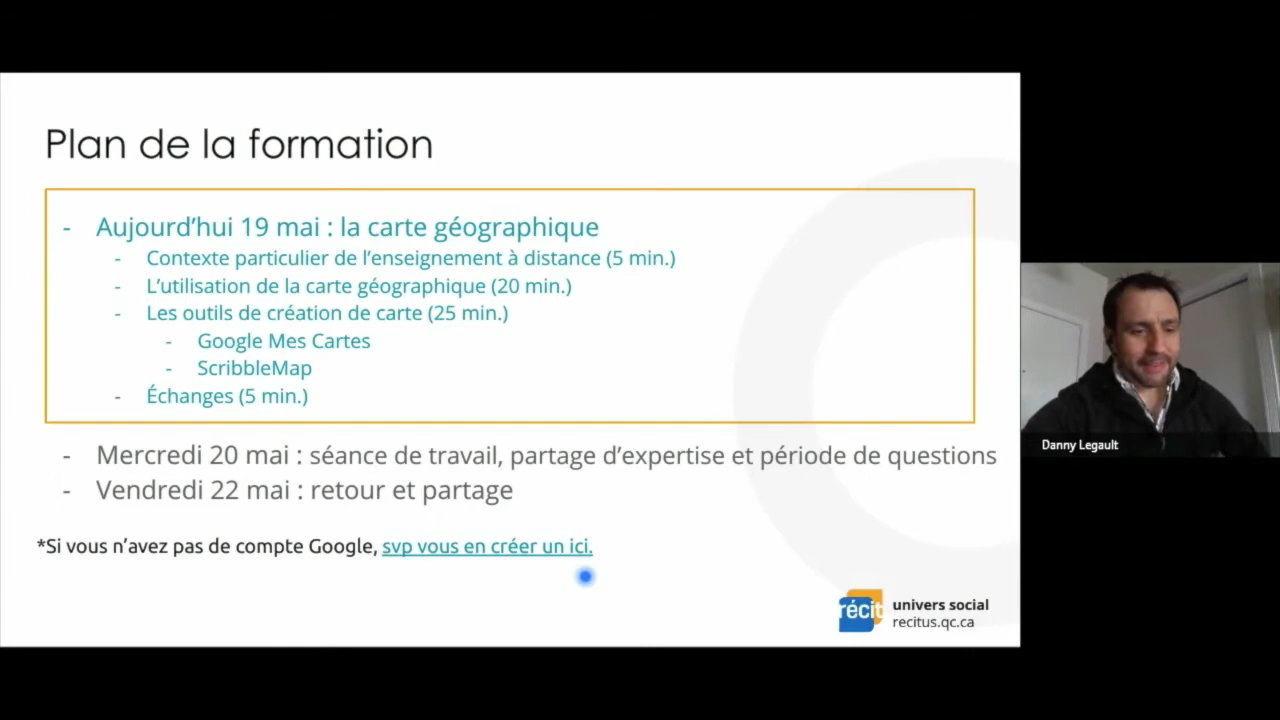 Plan de la formation
- Aujourd’hui 19 mai : la carte géographique
- Contexte particulier de l’enseignement à distance (5 min.)
- L’utilisation de la carte géographique (20 min.)
- Les outils de création de carte (25 min.)
- Google Mes Cartes
- ScribbleMap
- Échanges (5 min.)
- Mercredi 20 mai : séance de travail, partage d’expertise et période de questions
- Vendredi 22 mai : retour et partage
*Si vous n’avez pas de compte Google, svp vous en créer un ici.
récit
univers social
recitus.qc.ca
Danny Legault